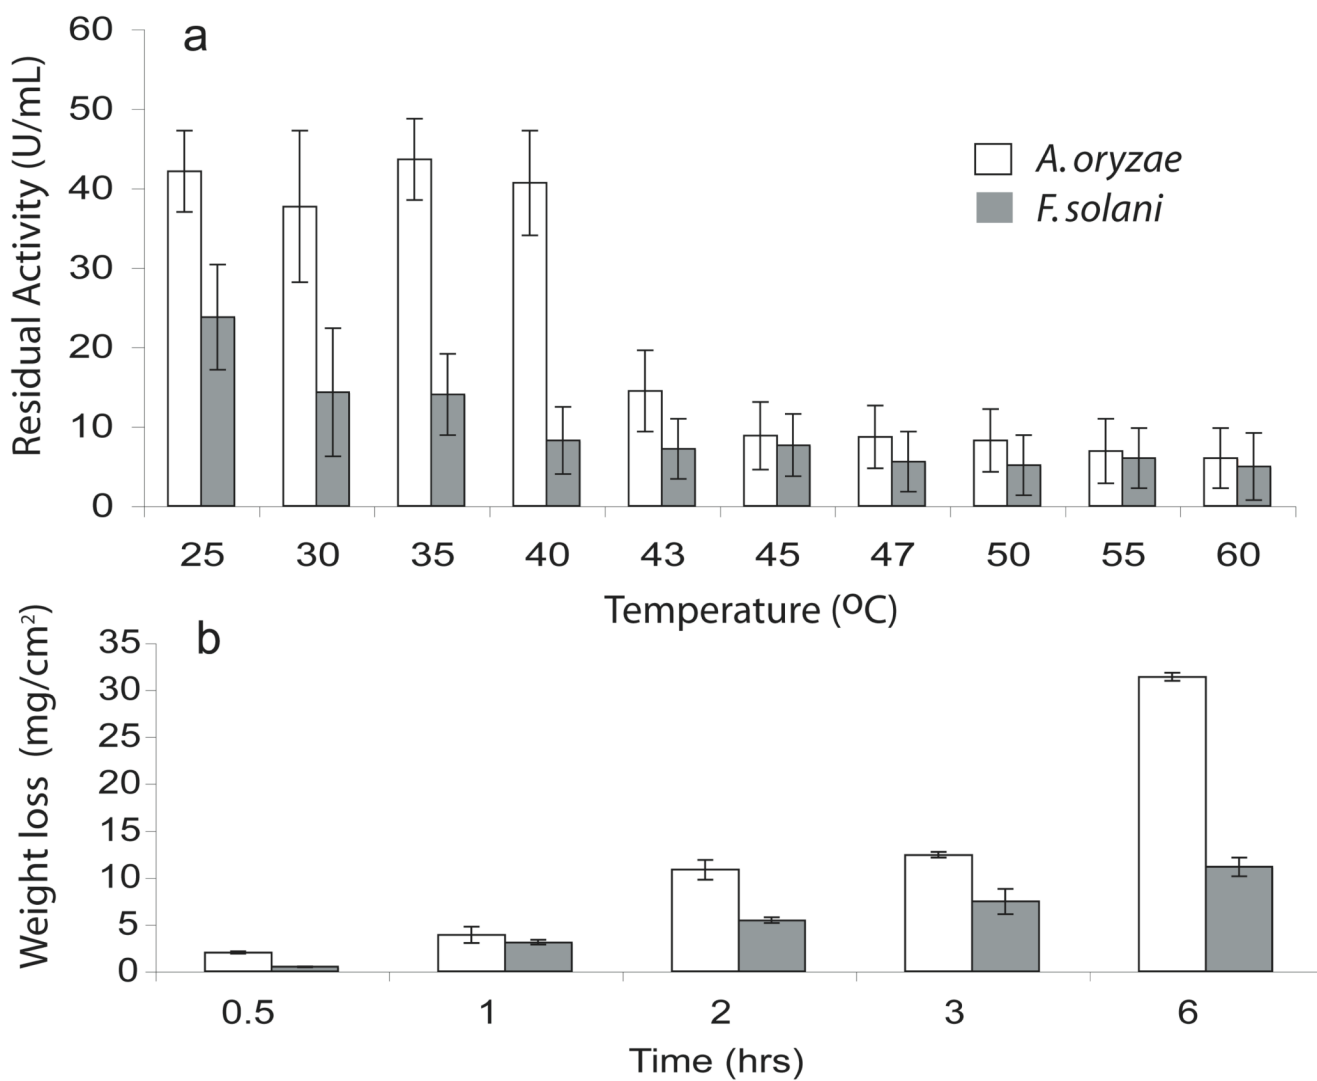 a
Residual Activity (U/mL)
60
50
40
30
20
10
0
A. oryzae
F. solani
25 30 35 40 43 45 47 50 55 60
Temperature (ºC)
b
Weight loss (mg/cm²)
35
30
25
20
15
10
5
0
0.5 1 2 3 6
Time (hrs)